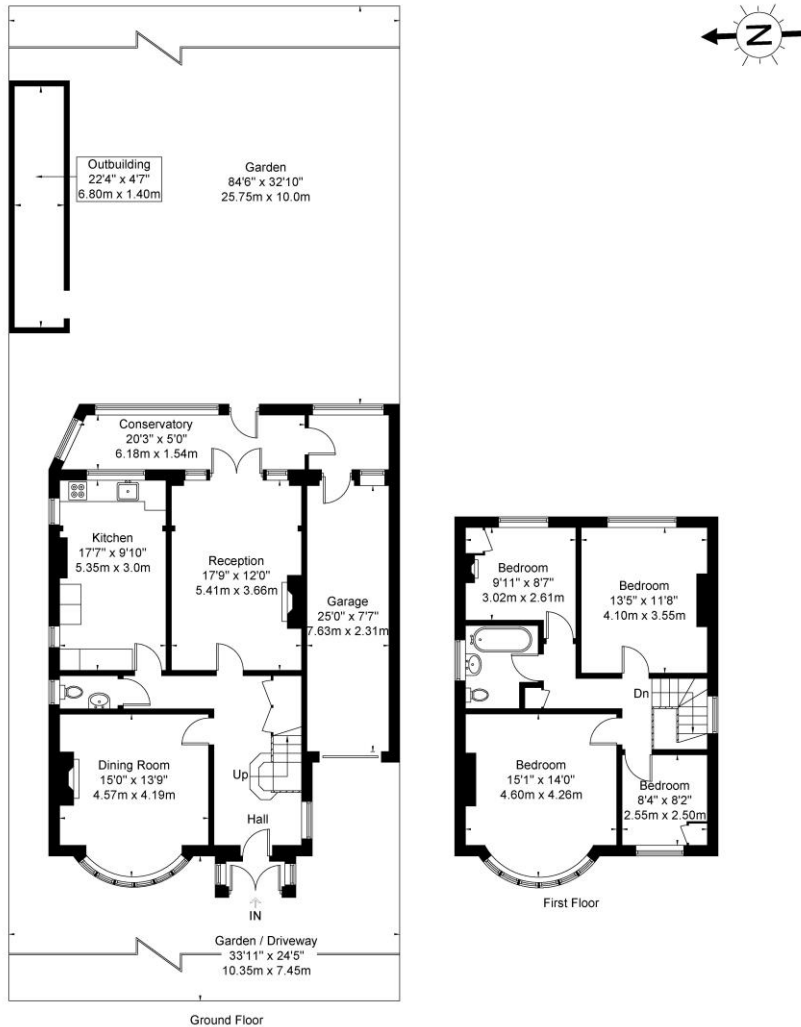 N
Outbuilding
22'4" x 4'7"
6.80m x 1.40m
Garden
84'6" x 32'10"
25.75m x 10.0m
Conservatory
20'3" x 5'0"
6.18m x 1.54m
Kitchen
17'7" x 9'10"
5.35m x 3.0m
Reception
17'9" x 12'0"
5.41m x 3.66m
Garage
25'0" x 7'7"
7.63m x 2.31m
Dining Room
15'0" x 13'9"
4.57m x 4.19m
Up
Hall
IN
Garden / Driveway
33'11" x 24'5"
10.35m x 7.45m
Ground Floor
Bedroom
9'11" x 8'7"
3.02m x 2.61m
Bedroom
13'5" x 11'8"
4.10m x 3.55m
Dn
Bedroom
15'1" x 14'0"
4.60m x 4.26m
Bedroom
8'4" x 8'2"
2.55m x 2.50m
First Floor